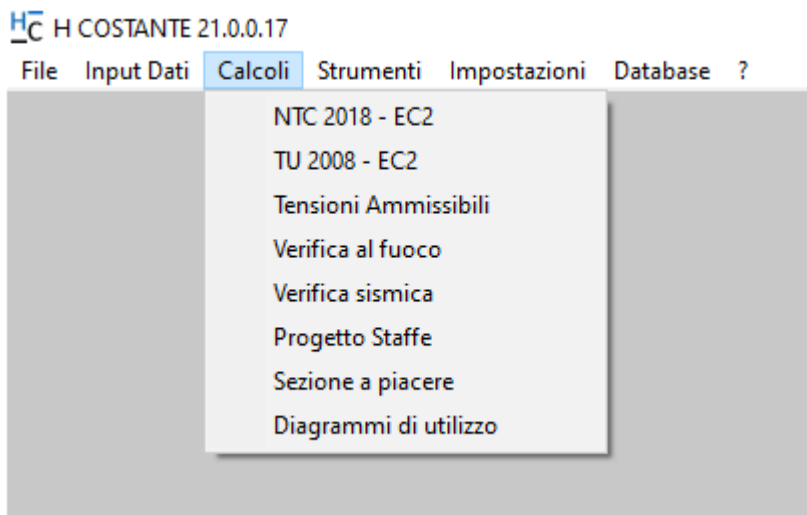 HC H COSTANTE 21.0.0.17
File Input Dati Calcoli Strumenti Impostazioni Database ?
NTC 2018 - EC2
TU 2008 - EC2
Tensioni Ammissibili
Verifica al fuoco
Verifica sismica
Progetto Staffe
Sezione a piacere
Diagrammi di utilizzo